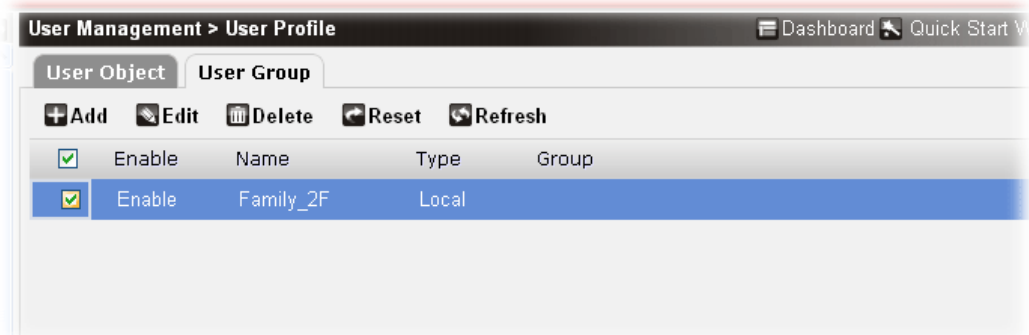 User Management > User Profile Dashboard Quick Start
User Object User Group
Add Edit Delete Reset Refresh
Enable Name Type Group
Enable Family_2F Local